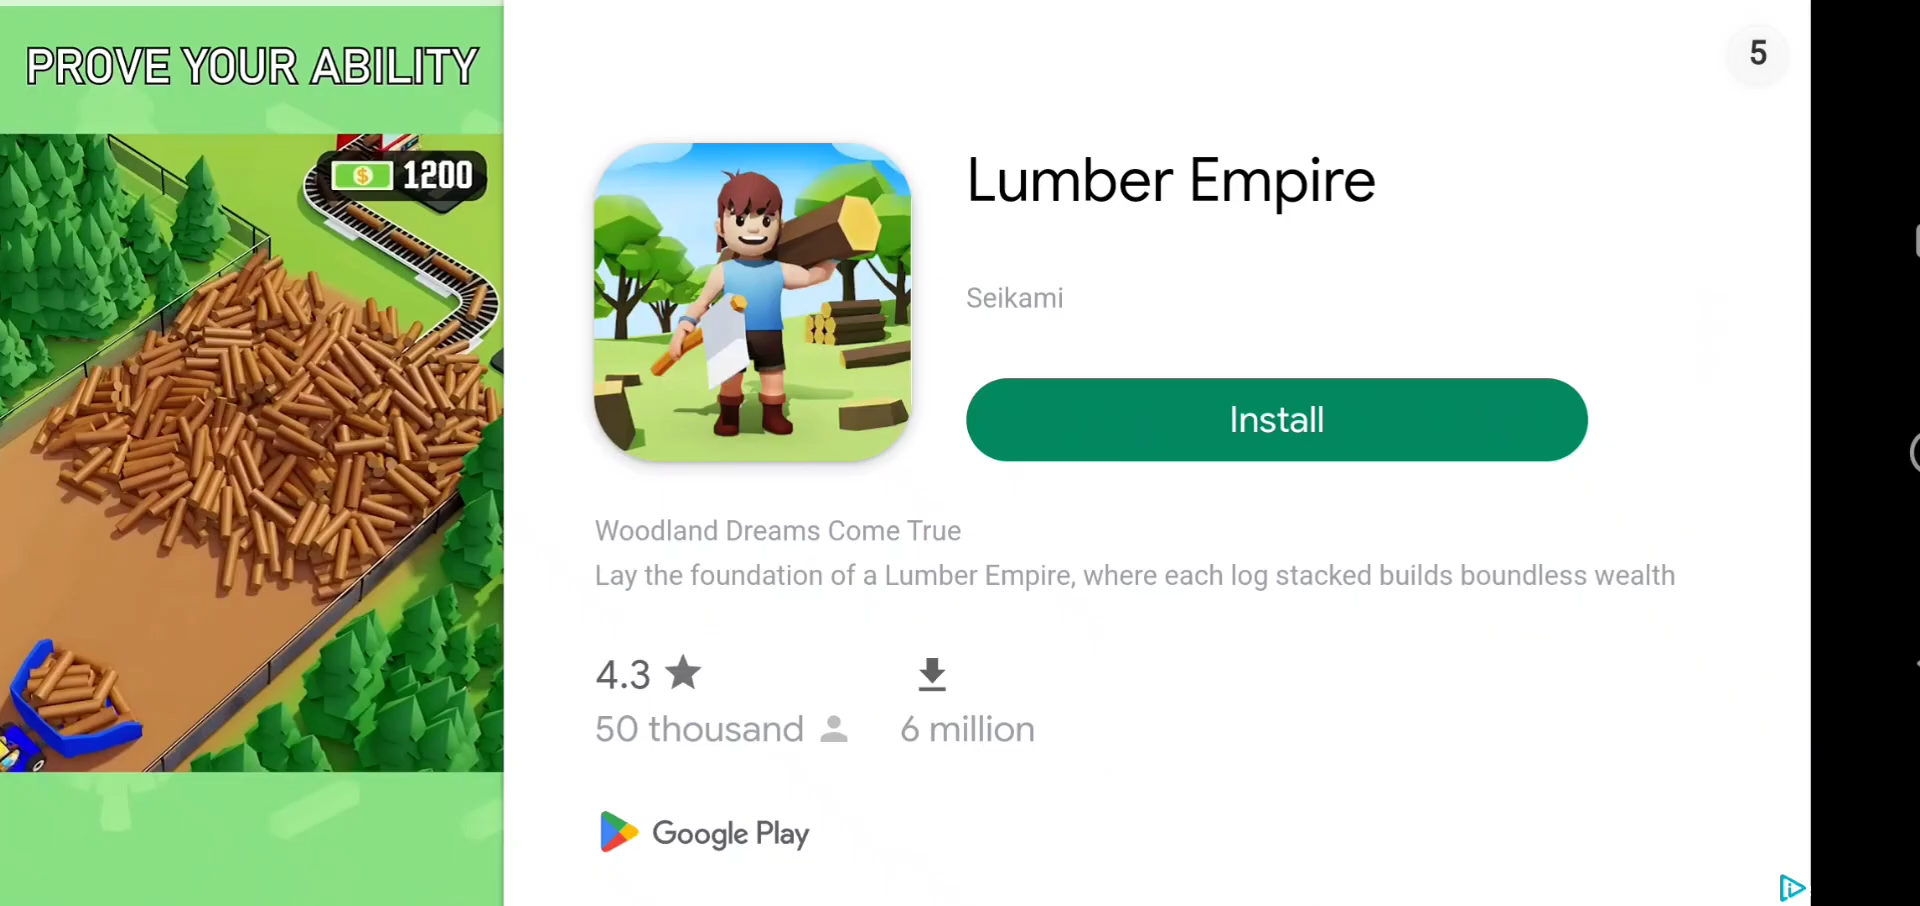 PROVE YOUR ABILITY
1200
5
Lumber Empire
Seikami
Install
Woodland Dreams Come True
Lay the foundation of a Lumber Empire, where each log stacked builds boundless wealth
4.3
50 thousand
6 million
Google Play